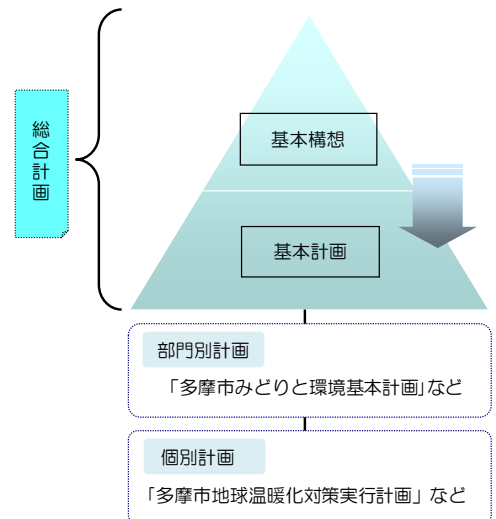 総合計画
基本構想
基本計画
部門別計画
「多摩市みどりと環境基本計画」など
個別計画
「多摩市地球温暖化対策実行計画」など